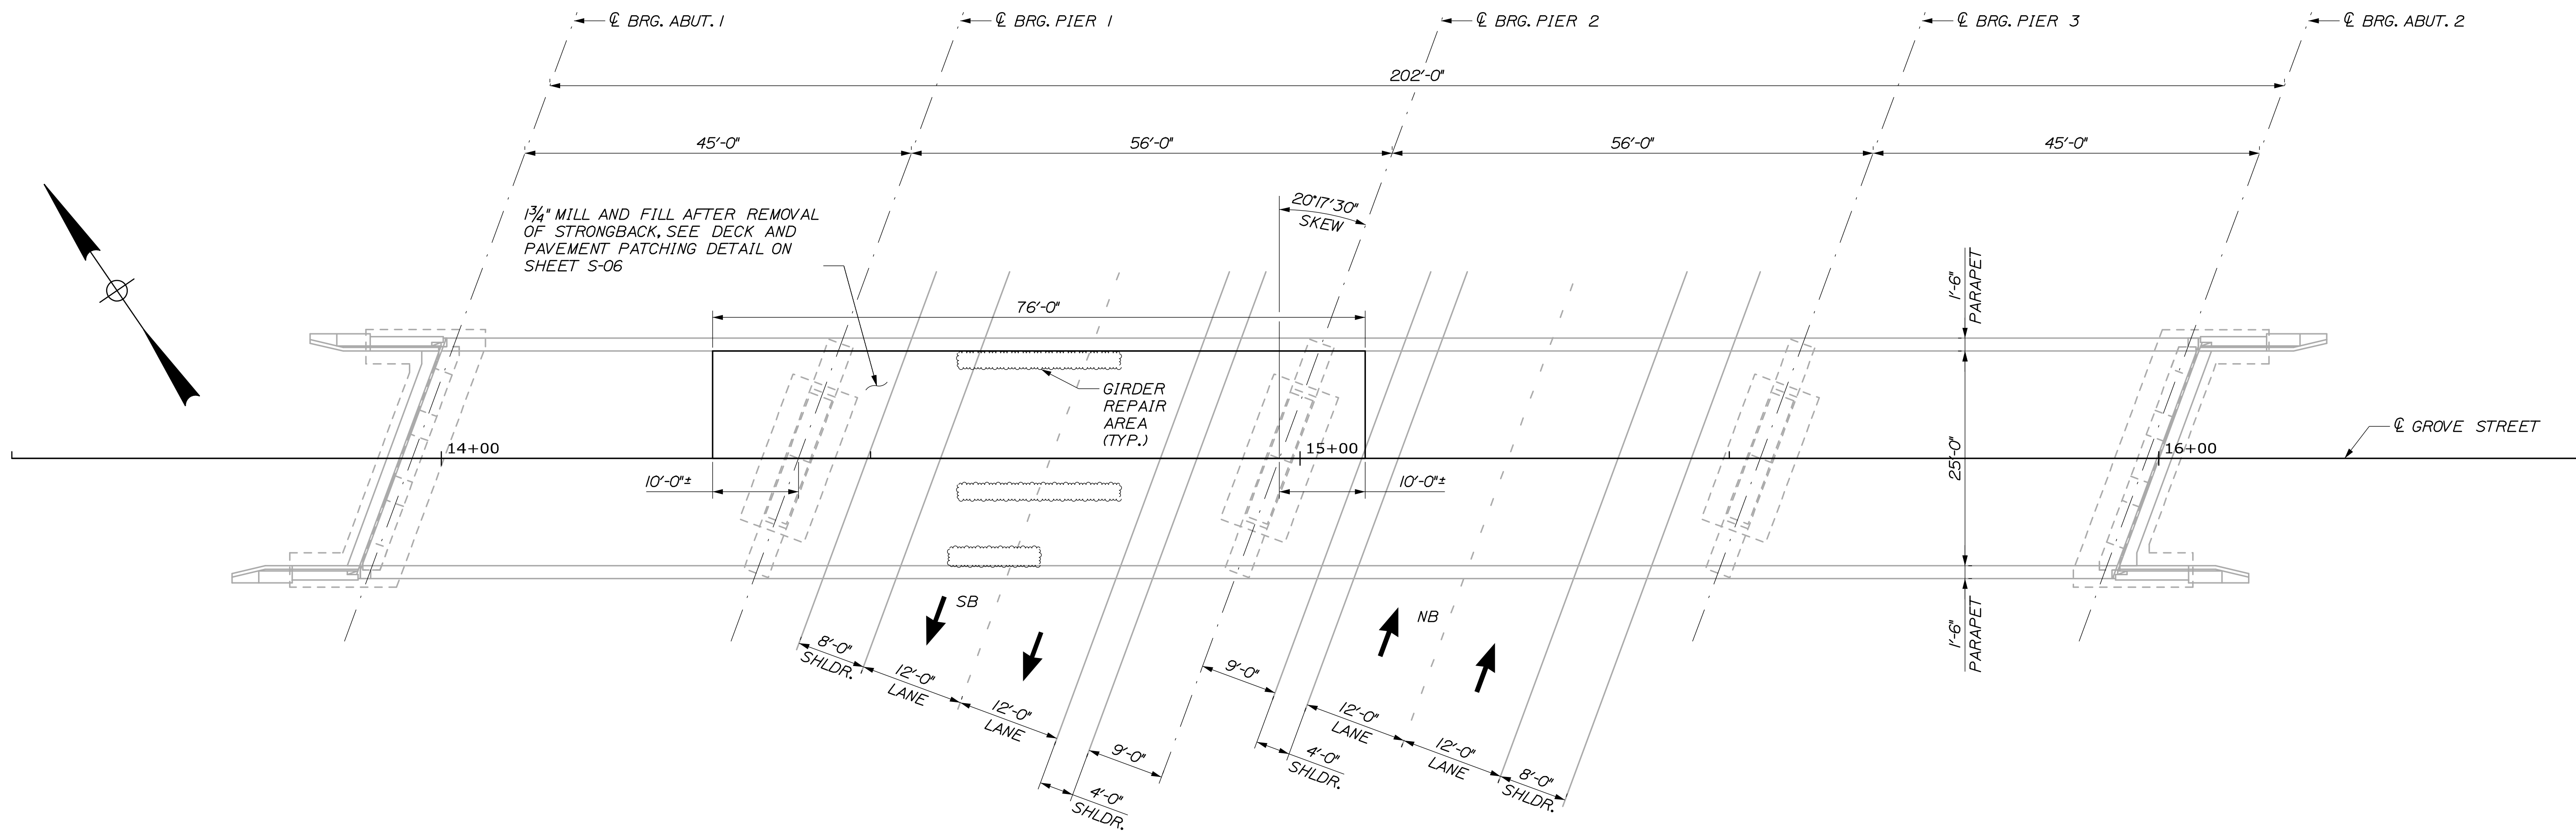 ℄ BRG. ABUT. 1
℄ BRG. PIER 1
℄ BRG. PIER 2
℄ BRG. PIER 3
℄ BRG. ABUT. 2
202'-0"
45'-0"
56'-0"
56'-0"
45'-0"
1¾" MILL AND FILL AFTER REMOVAL
OF STRONGBACK, SEE DECK AND
PAVEMENT PATCHING DETAIL ON
SHEET S-06
20°17'30"
SKEW
76'-0"
1'-6"
PARAPET
GIRDER
REPAIR
AREA
(TYP.)
14+00
15+00
16+00
℄ GROVE STREET
25'-0"
10'-0"±
10'-0"±
SB
NB
1'-6"
PARAPET
8'-0"
SHLDR.
12'-0"
LANE
12'-0"
LANE
4'-0"
SHLDR.
9'-0"
9'-0"
4'-0"
SHLDR.
12'-0"
LANE
12'-0"
LANE
8'-0"
SHLDR.